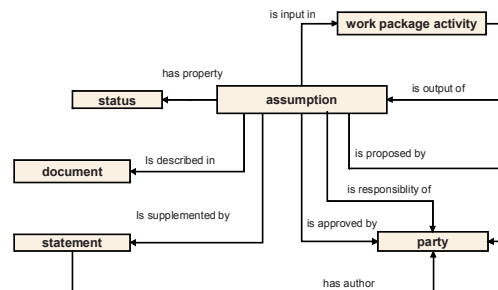 is input in
work package activity
has property
is output of
status
assumption
Is described in
is proposed by
document
is responsiblity of
Is supplemented by
is approved by
statement
party
has author